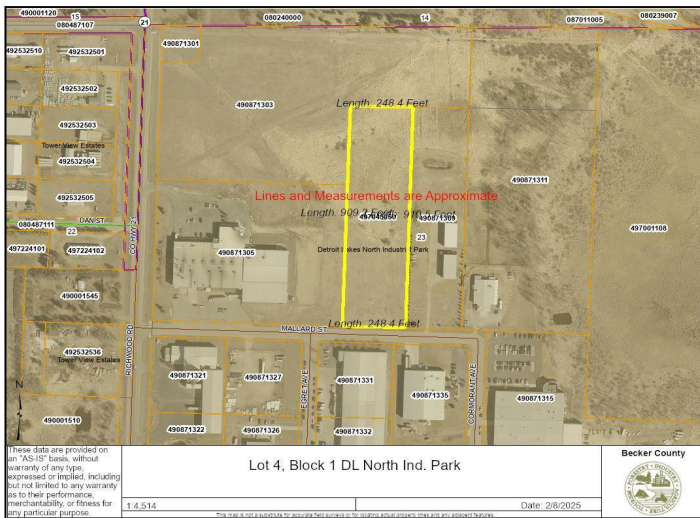 490001120
15
080487107
21
080240000
14
087011005
080239007
490871301
492532510
492532501
492532502
490871303
Length: 248.4 Feet
492532503
Tower View Estates
492532504
490871311
492532505
Lines and Measurements are Approximate
DAN ST
080487111
22
CO HWY 21
490871309
23
497001108
497224101
497224102
490871305
Detroit Lakes North Industrial Park
490001545
Length: 248.4 Feet
MALLARD ST
RICHWOOD RD
492532536
Tower View Estates
490871321
490871327
EGRET AVE
490871331
490871335
CORMORANT AVE
490871315
N
490001510
490871322
490871326
490871332
These data are provided on
an "AS-IS" basis, without
warranty of any type,
expressed or implied, including
but not limited to any warranty
as to their performance,
merchantability, or fitness for
any particular purpose.
Lot 4, Block 1 DL North Ind. Park
Becker County
1:4,514
Date: 2/8/2025
This map is not a substitute for accurate field surveys or for locating actual property lines and any adjacent features.